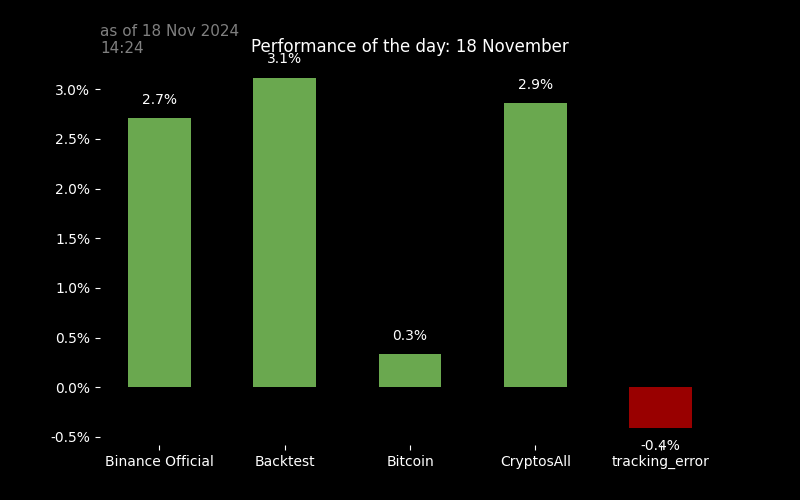 as of 18 Nov 2024
14:24
Performance of the day: 18 November
3.1%
3.0%
2.9%
2.7%
2.5%
2.0%
1.5%
1.0%
0.5%
0.3%
0.0%
-0.5%
-0.4%
Binance Official
Backtest
Bitcoin
CryptosAll
tracking_error